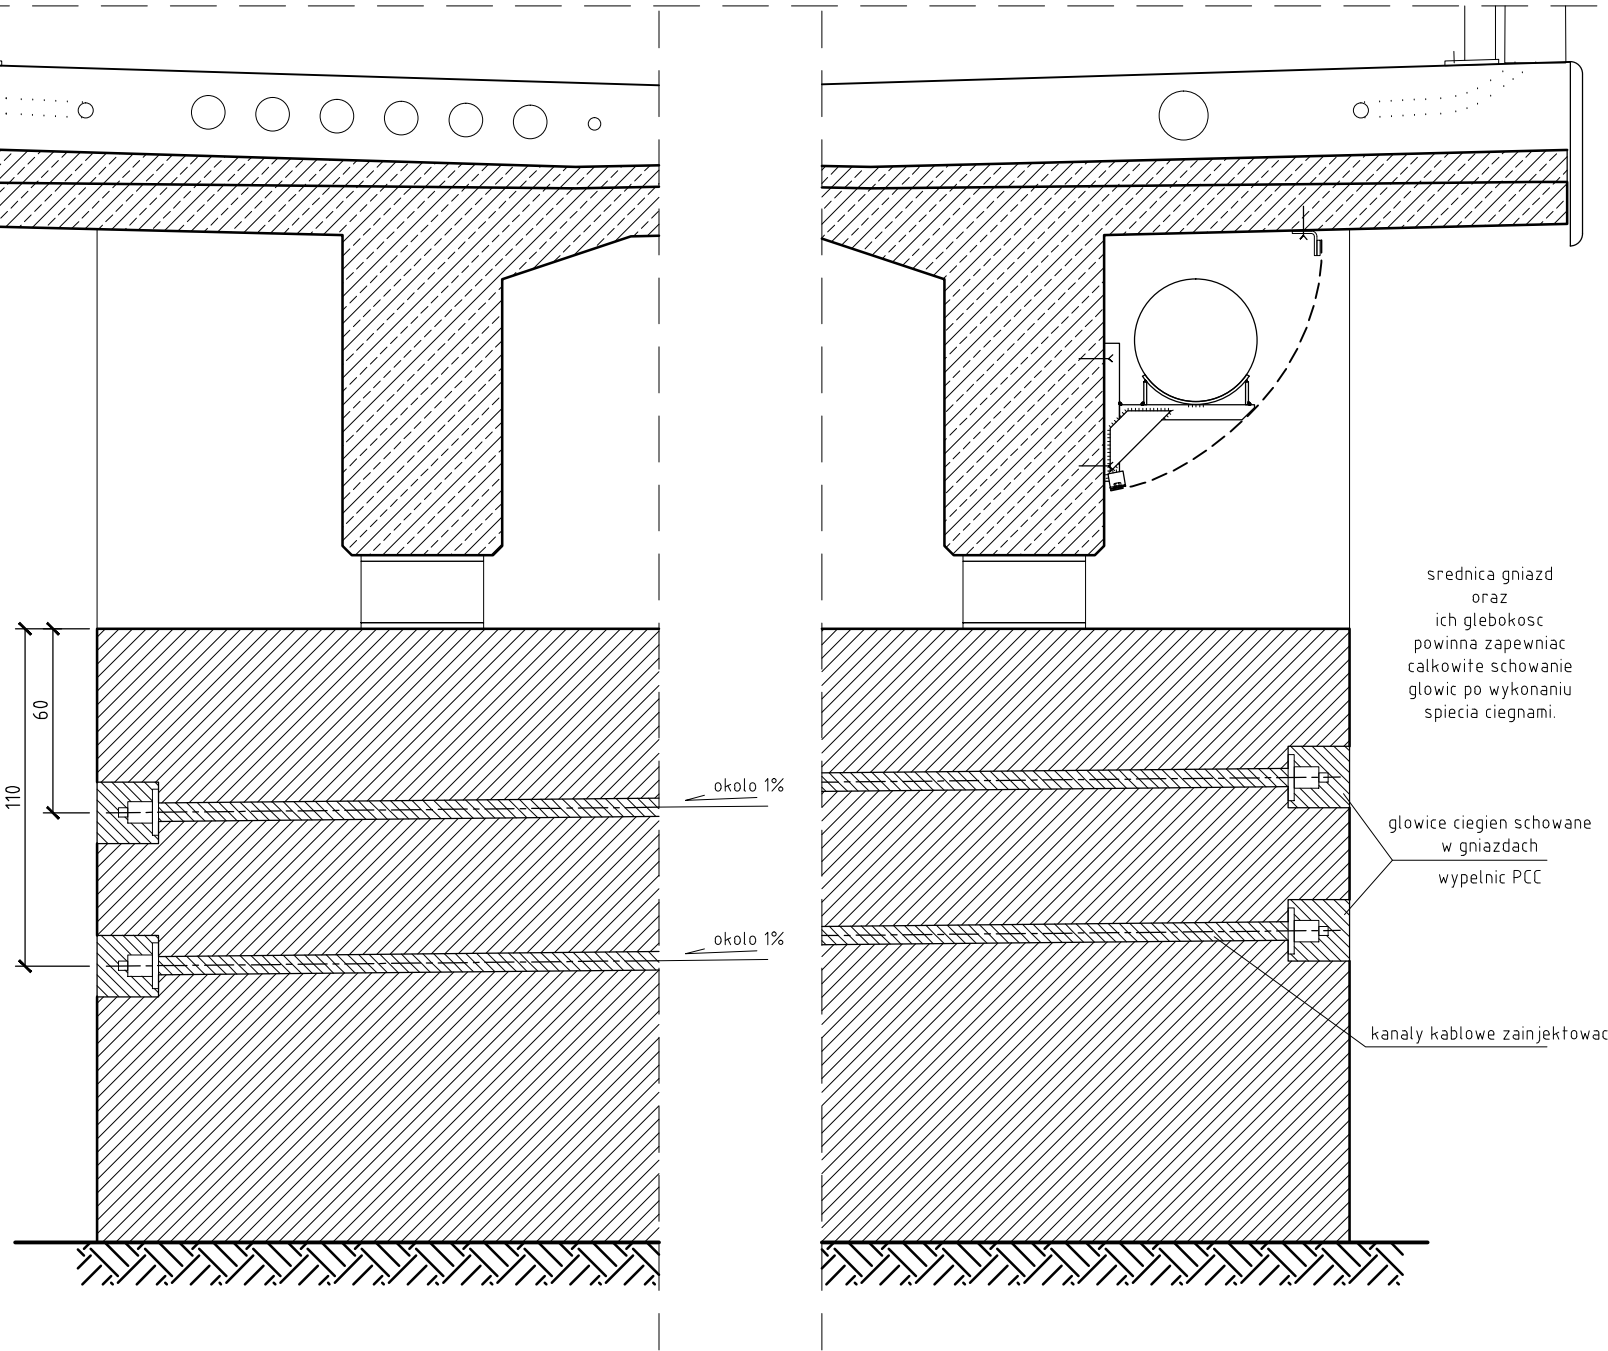 srednica gniazd
oraz
ich glebokosc
powinna zapewniac
calkowite schowanie
glowic po wykonaniu
spiecia ciegnami.
60
110
okolo 1%
glowice ciegien schowane
w gniazdach
wypelnic PCC
okolo 1%
kanaly kablowe zainjektowac